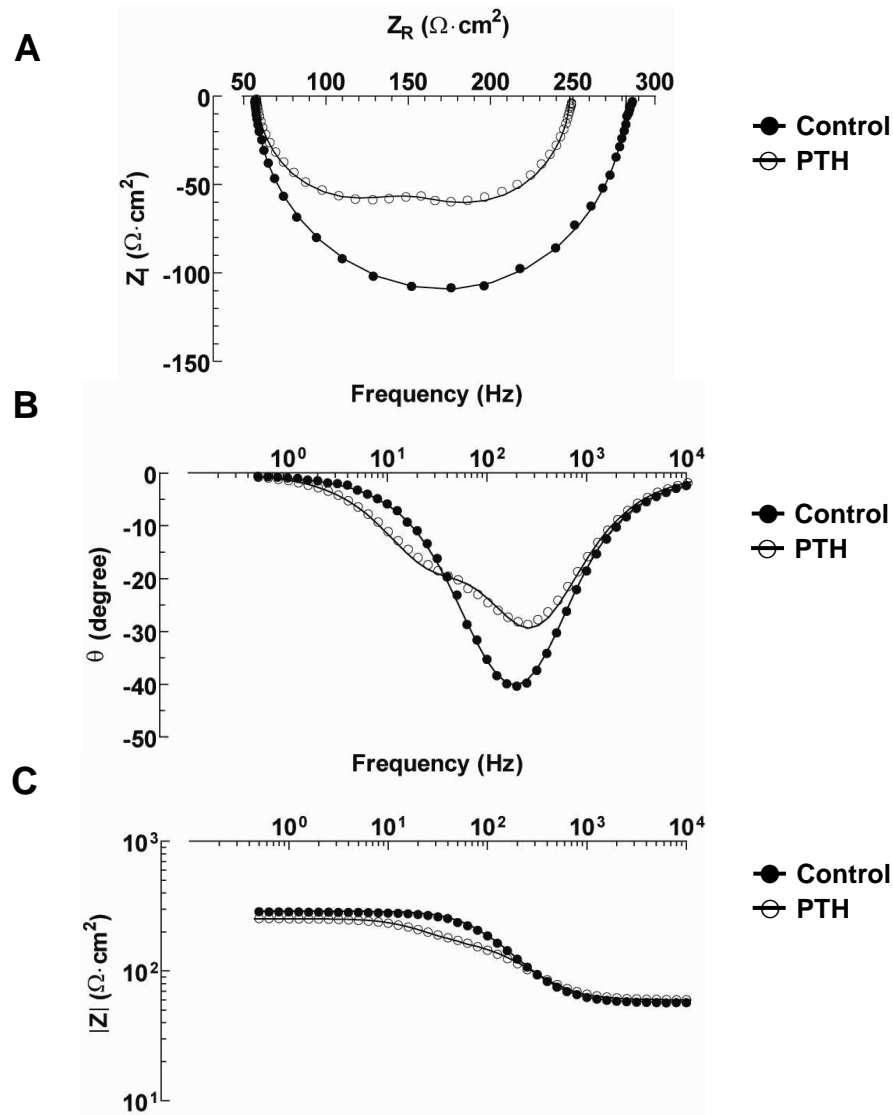 A
Z_R (Ω·cm²)
50 100 150 200 250 300
0
-50
-100
-150
Z_I (Ω·cm²)
Control
PTH
B
Frequency (Hz)
10⁰ 10¹ 10² 10³ 10⁴
0
-10
-20
-30
-40
-50
θ (degree)
Control
PTH
C
Frequency (Hz)
10⁰ 10¹ 10² 10³ 10⁴
10³
10²
10¹
|Z| (Ω·cm²)
Control
PTH